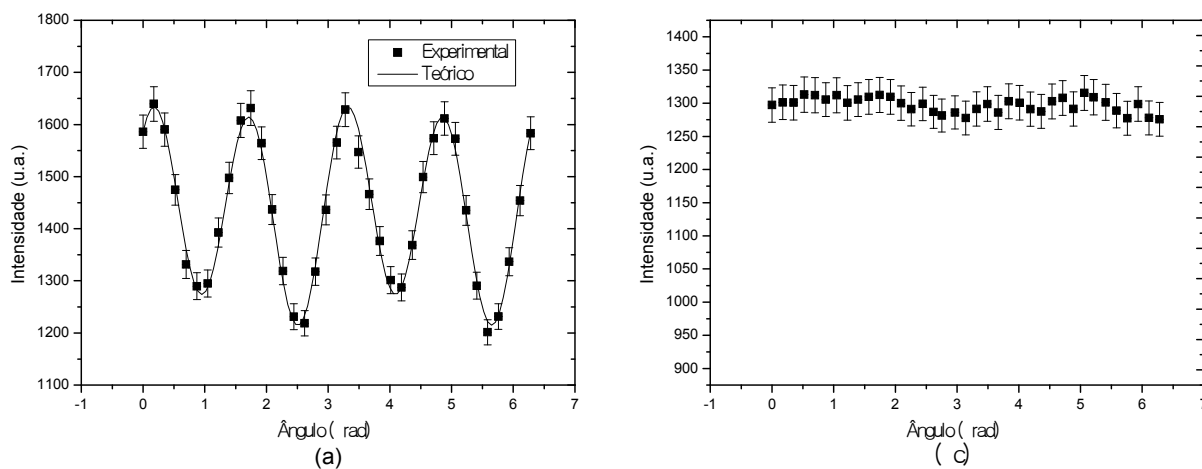 1800
1700
1600
1500
1400
1300
1200
1100
Intensidade (u.a.)
Experimental
Teórico
-1 0 1 2 3 4 5 6 7
Ângulo ( rad)
(a)
1400
1350
1300
1250
1200
1150
1100
1050
1000
950
900
Intensidade (u.a.)
-1 0 1 2 3 4 5 6 7
Ângulo ( rad)
( c)